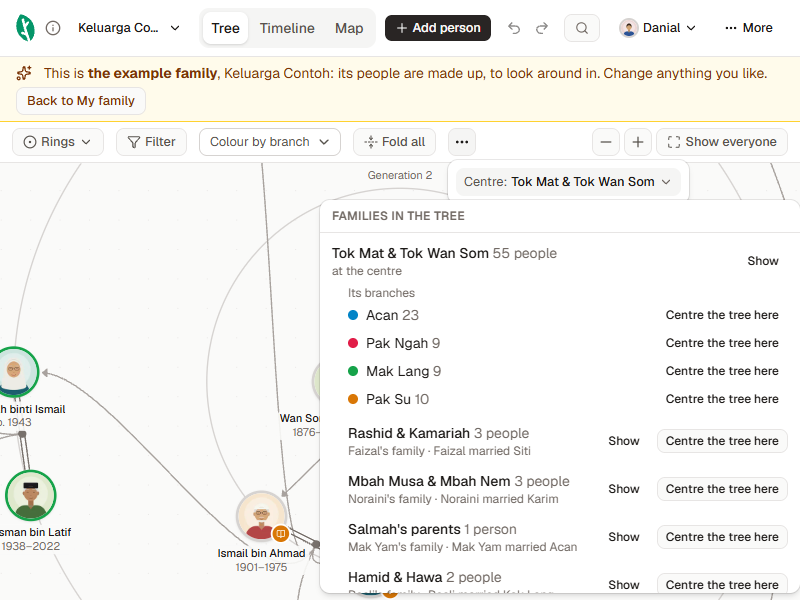 Keluarga Co...
Tree
Timeline
Map
+ Add person
Danial
··· More
This is the example family, Keluarga Contoh: its people are made up, to look around in. Change anything you like.
Back to My family
Rings
Filter
Colour by branch
Fold all
Show everyone
Generation 2
Centre: Tok Mat & Tok Wan Som
FAMILIES IN THE TREE
Tok Mat & Tok Wan Som 55 people
at the centre
Show
Its branches
Acan 23
Centre the tree here
Pak Ngah 9
Centre the tree here
Mak Lang 9
Centre the tree here
Pak Su 10
Centre the tree here
Rashid & Kamariah 3 people
Faizal's family · Faizal married Siti
Show
Centre the tree here
Mbah Musa & Mbah Nem 3 people
Noraini's family · Noraini married Karim
Show
Centre the tree here
Salmah's parents 1 person
Mak Yam's family · Mak Yam married Acan
Show
Centre the tree here
Hamid & Hawa 2 people
Show
Centre the tree here
h binti Ismail
1943
sman bin Latif
1938–2022
Wan So
1876–
Ismail bin Ahmad
1901–1975